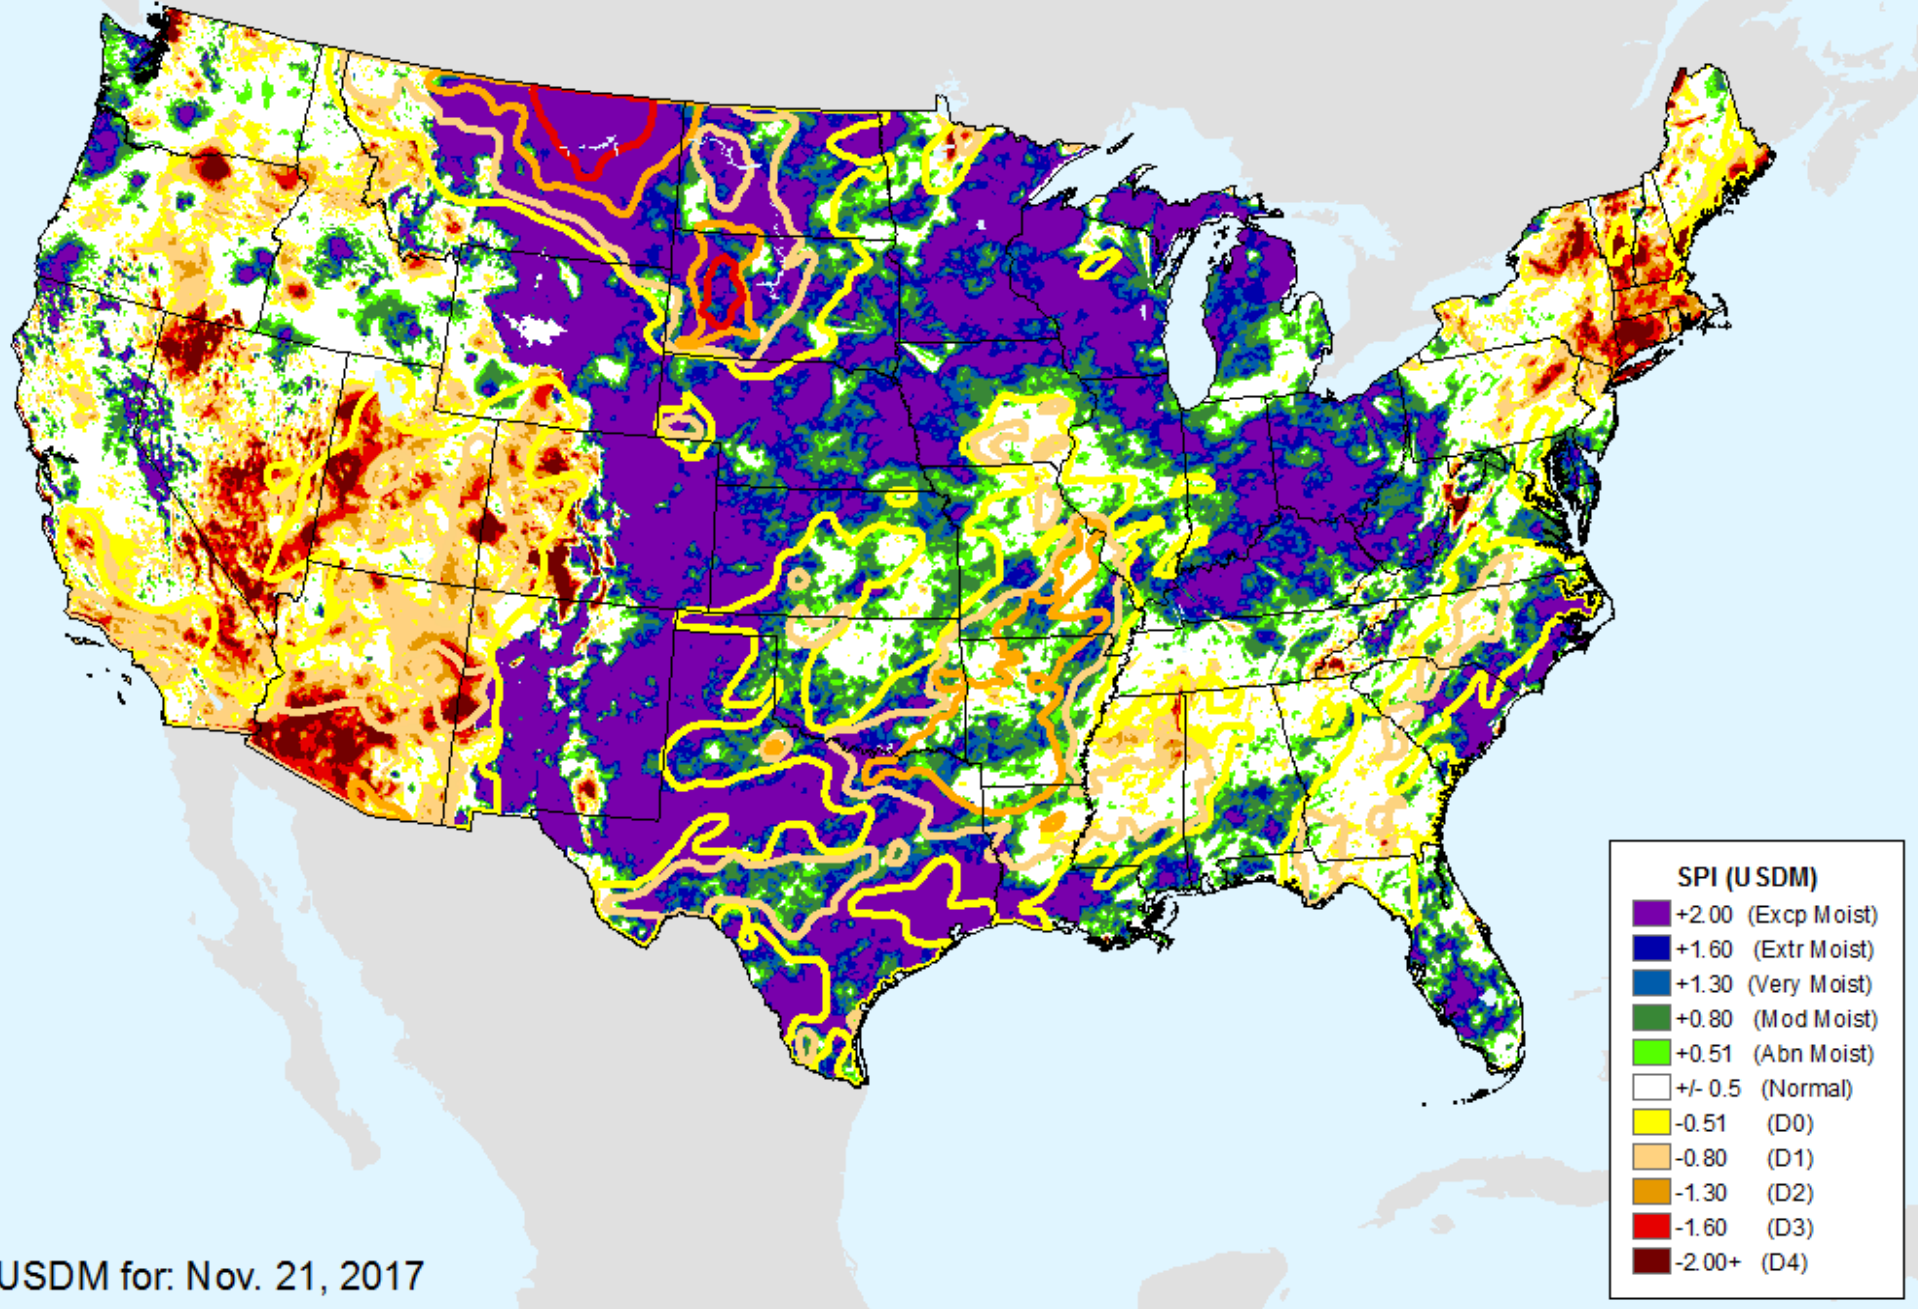 SPI (USDM)
+2.00 (Excp Moist)
+1.60 (Extr Moist)
+1.30 (Very Moist)
+0.80 (Mod Moist)
+0.51 (Abn Moist)
+/- 0.5 (Normal)
-0.51 (D0)
-0.80 (D1)
-1.30 (D2)
-1.60 (D3)
-2.00+ (D4)
USDM for: Nov. 21, 2017